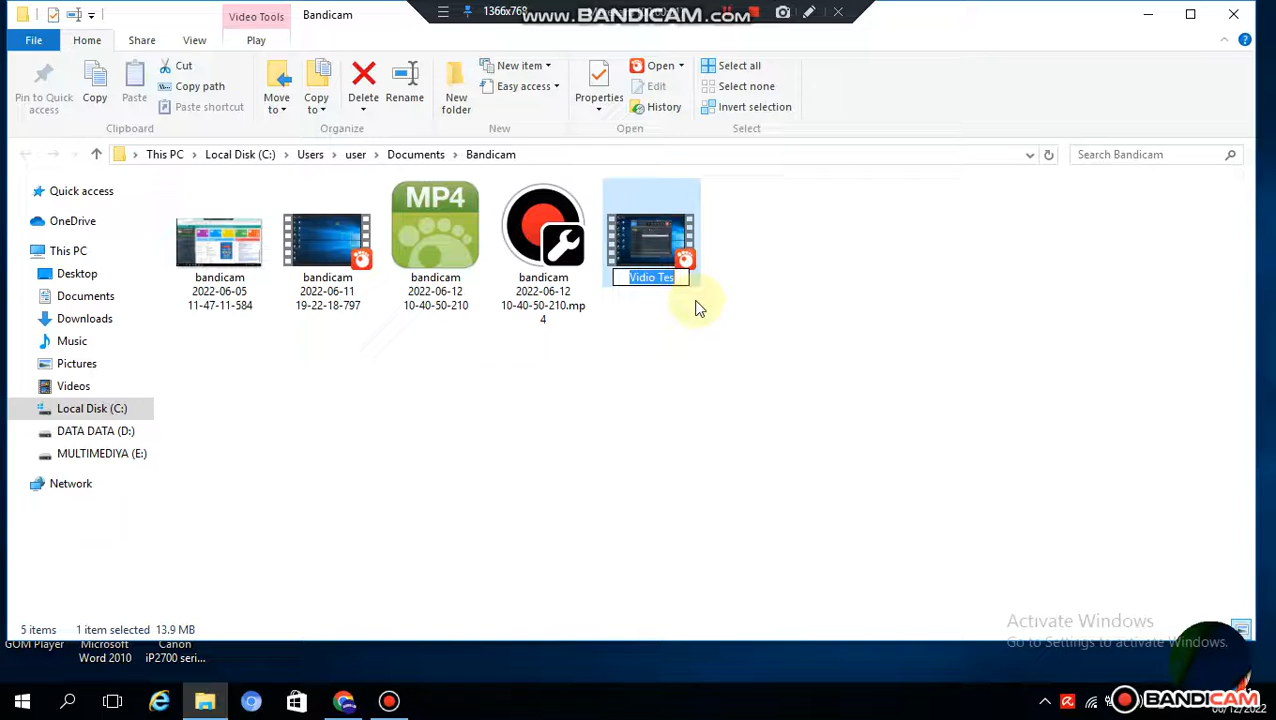 Video Tools
Bandicam
1366x768
www.BANDICAM.com
File
Home
Share
View
Play
Pin to Quick access
Copy
Paste
Cut
Copy path
Paste shortcut
Clipboard
Move to
Copy to
Delete
Rename
Organize
New folder
New item
Easy access
New
Properties
Open
Edit
History
Open
Select all
Select none
Invert selection
Select
This PC
Local Disk (C:)
Users
user
Documents
Bandicam
Search Bandicam
Quick access
OneDrive
This PC
Desktop
Documents
Downloads
Music
Pictures
Videos
Local Disk (C:)
DATA DATA (D:)
MULTIMEDIYA (E:)
Network
bandicam
2022-06-05
11-47-11-584
bandicam
2022-06-11
19-22-18-797
MP4
bandicam
2022-06-12
10-40-50-210
bandicam
2022-06-12
10-40-50-210.mp
4
Vidio Tes
5 items
1 item selected
13.9 MB
Activate Windows
Go to Settings to activate Windows.
GOM Player
Microsoft
Word 2010
Canon
iP2700 seri...
BANDICAM